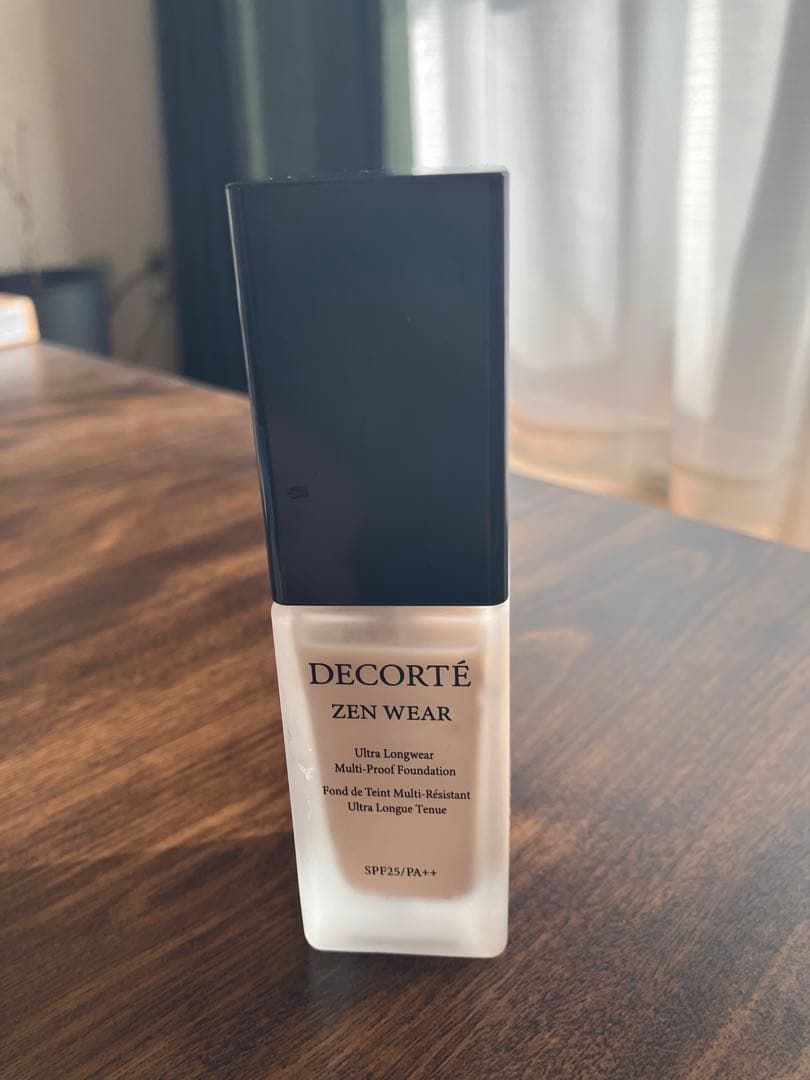 DECORTÉ
ZEN WEAR
Ultra Longwear
Multi-Proof Foundation
Fond de Teint Multi-Résistant
Ultra Longue Tenue
SPF25/PA++